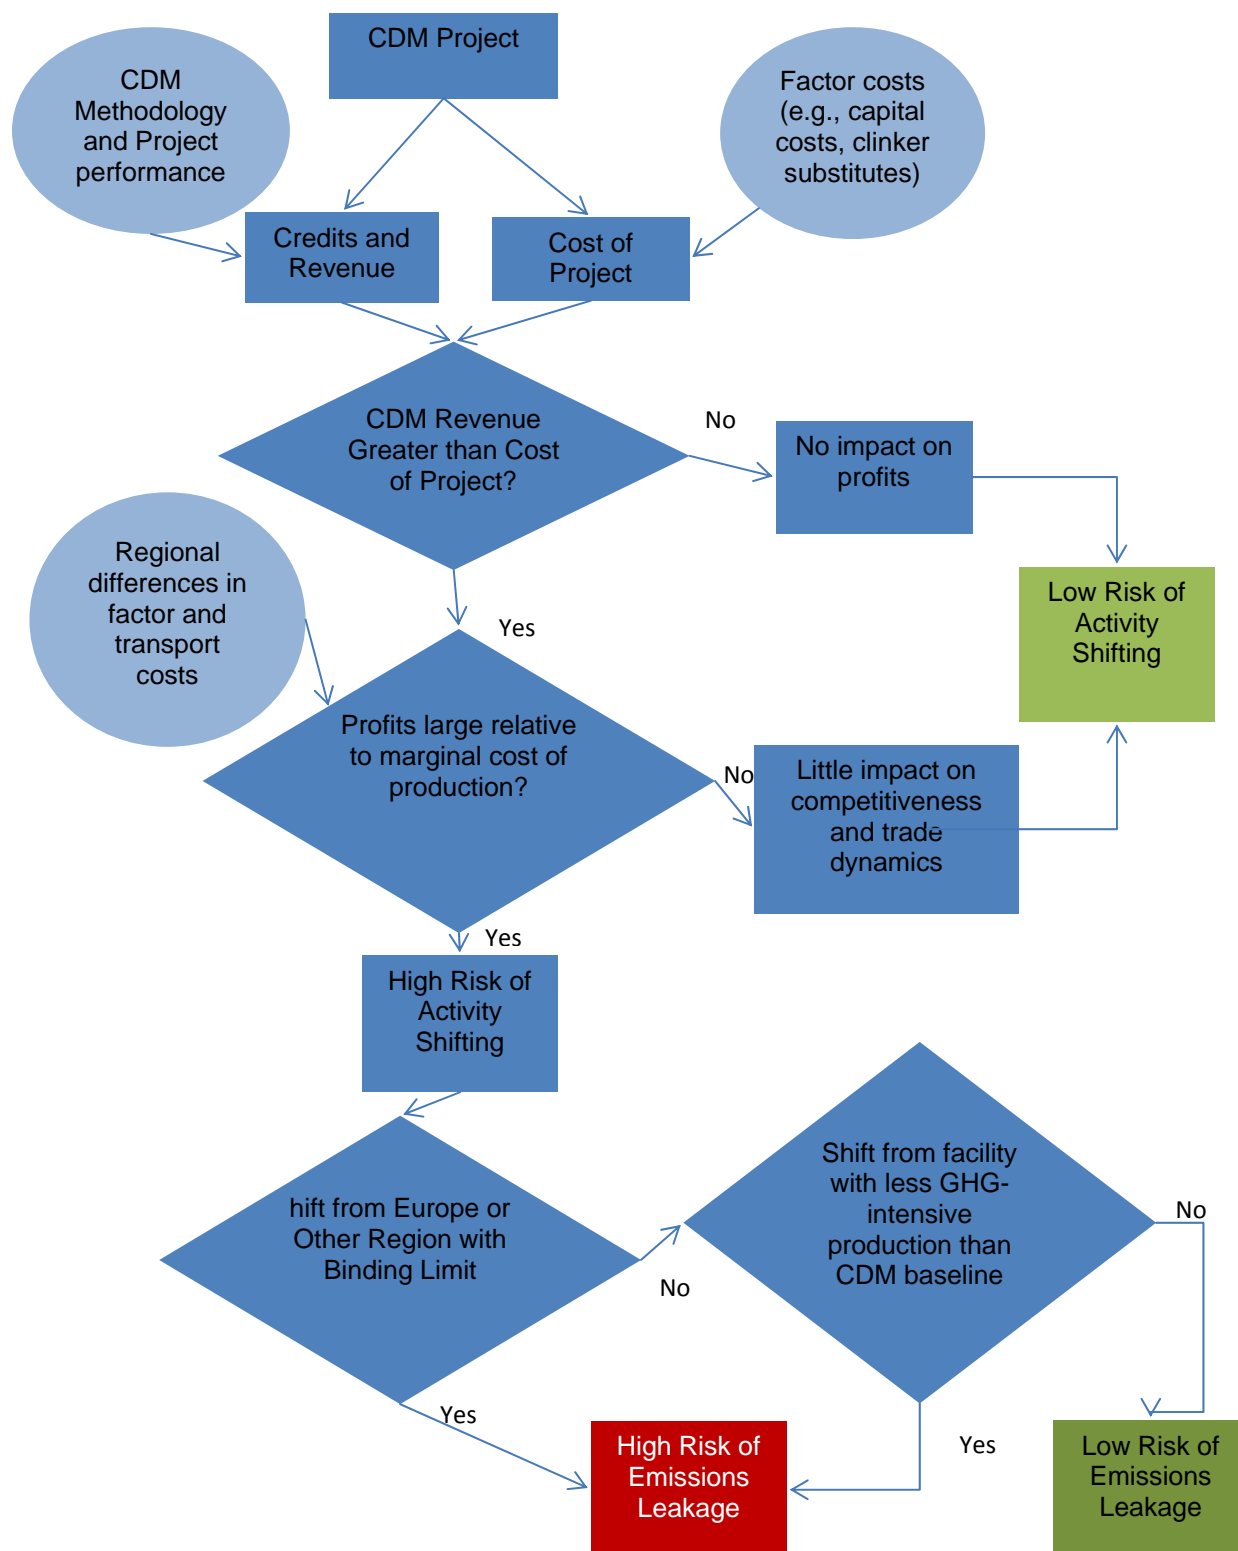 CDM Project
CDM
Methodology
and Project
performance
Factor costs
(e.g., capital
costs, clinker
substitutes)
Credits and
Revenue
Cost of
Project
CDM Revenue
Greater than Cost
of Project?
No
No impact on
profits
Regional
differences in
factor and
transport
costs
Low Risk of
Activity
Shifting
Yes
Profits large relative
to marginal cost of
production?
No
Little impact on
competitiveness
and trade
dynamics
Yes
High Risk of
Activity
Shifting
hift from Europe or
Other Region with
Binding Limit
No
Shift from facility
with less GHG-
intensive
production than
CDM baseline
No
Yes
High Risk of
Emissions
Leakage
Yes
Low Risk of
Emissions
Leakage